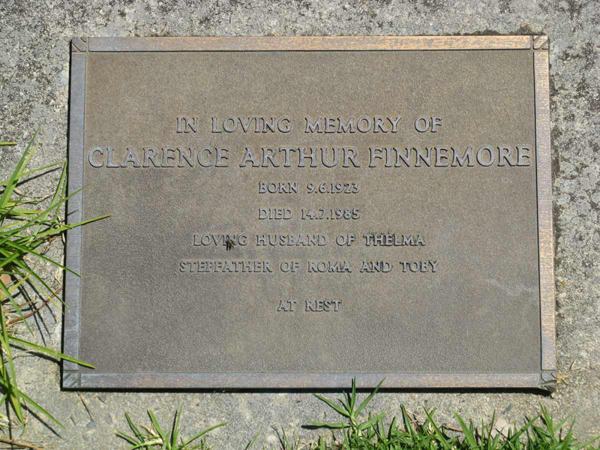 IN LOVING MEMORY OF
CLARENCE ARTHUR FINNEMORE
BORN 9.6.1923
DIED 14.7.1985
LOVING HUSBAND OF THELMA
STEPFATHER OF ROMA AND TOBY
AT REST